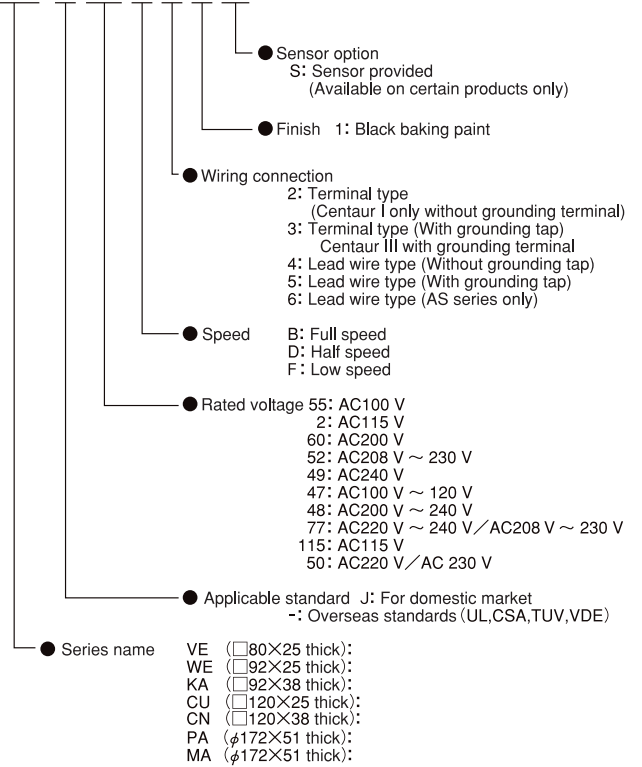 ● Sensor option
S: Sensor provided
(Available on certain products only)
● Finish 1: Black baking paint
● Wiring connection
2: Terminal type
(Centaur I only without grounding terminal)
3: Terminal type (With grounding tap)
Centaur III with grounding terminal
4: Lead wire type (Without grounding tap)
5: Lead wire type (With grounding tap)
6: Lead wire type (AS series only)
● Speed B: Full speed
D: Half speed
F: Low speed
● Rated voltage 55: AC100 V
2: AC115 V
60: AC200 V
52: AC208 V ~ 230 V
49: AC240 V
47: AC100 V ~ 120 V
48: AC200 V ~ 240 V
77: AC220 V ~ 240 V／AC208 V ~ 230 V
115: AC115 V
50: AC220 V／AC 230 V
● Applicable standard J: For domestic market
-: Overseas standards (UL,CSA,TUV,VDE)
● Series name VE (□80×25 thick):
WE (□92×25 thick):
KA (□92×38 thick):
CU (□120×25 thick):
CN (□120×38 thick):
PA (φ172×51 thick):
MA (φ172×51 thick):